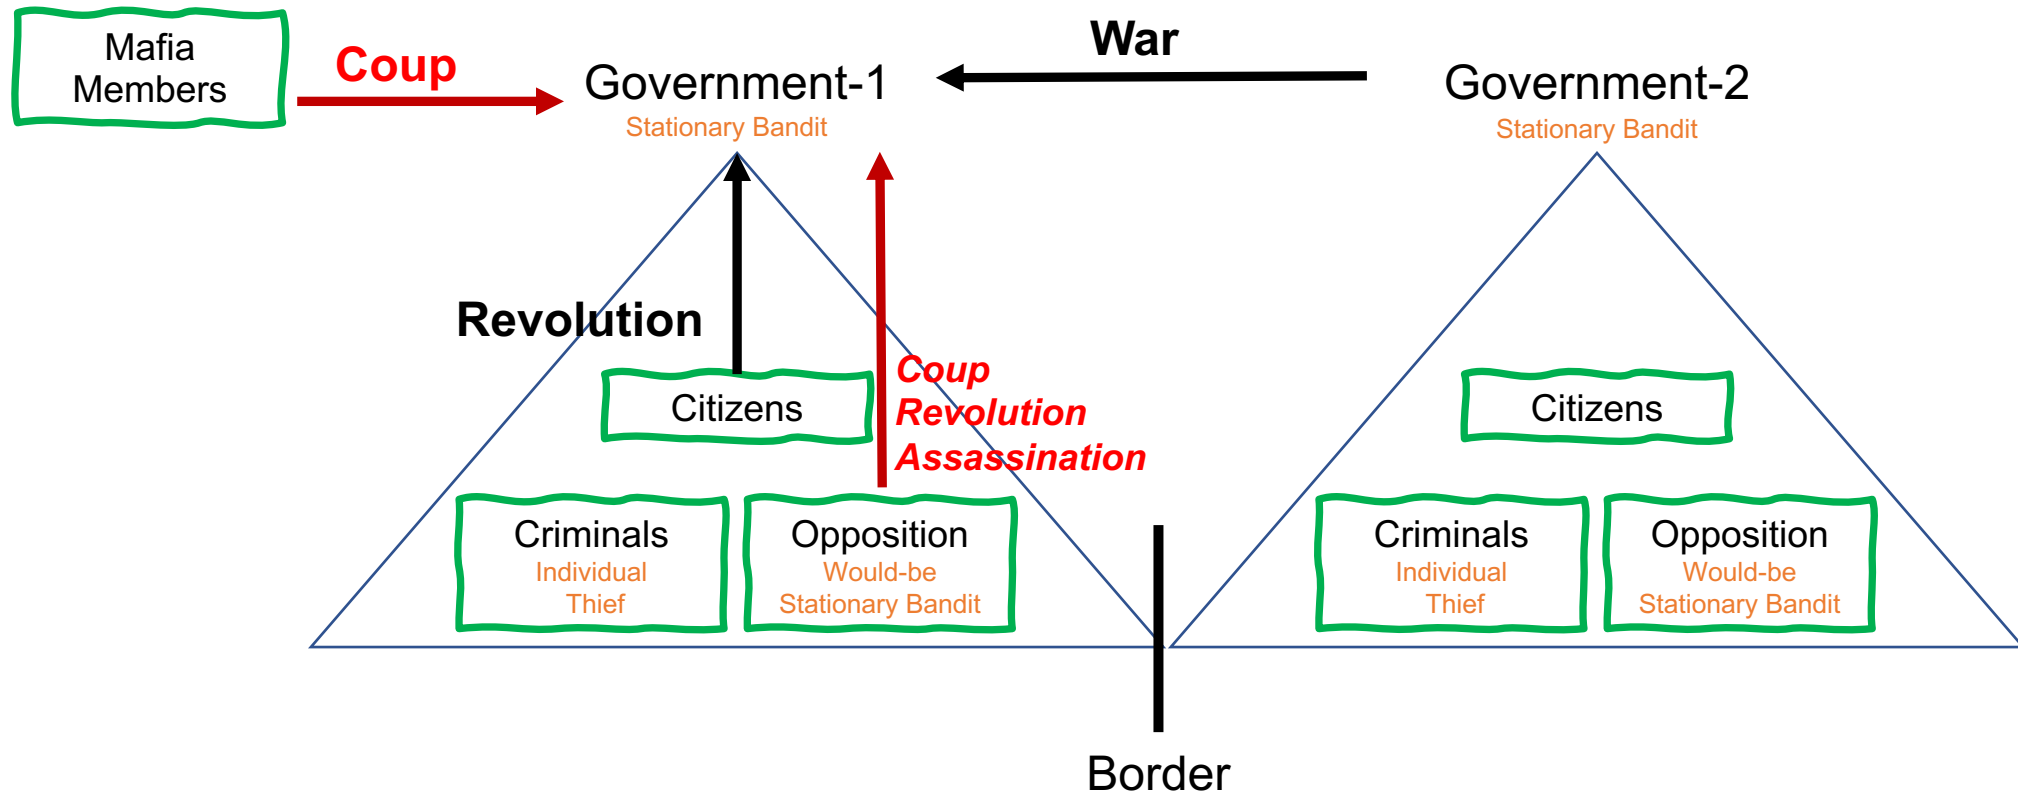 Mafia
Members
Coup
Government-1
Stationary Bandit
War
Government-2
Stationary Bandit
Revolution
Citizens
Coup
Revolution
Assassination
Criminals
Individual
Thief
Opposition
Would-be
Stationary Bandit
Citizens
Criminals
Individual
Thief
Opposition
Would-be
Stationary Bandit
Border